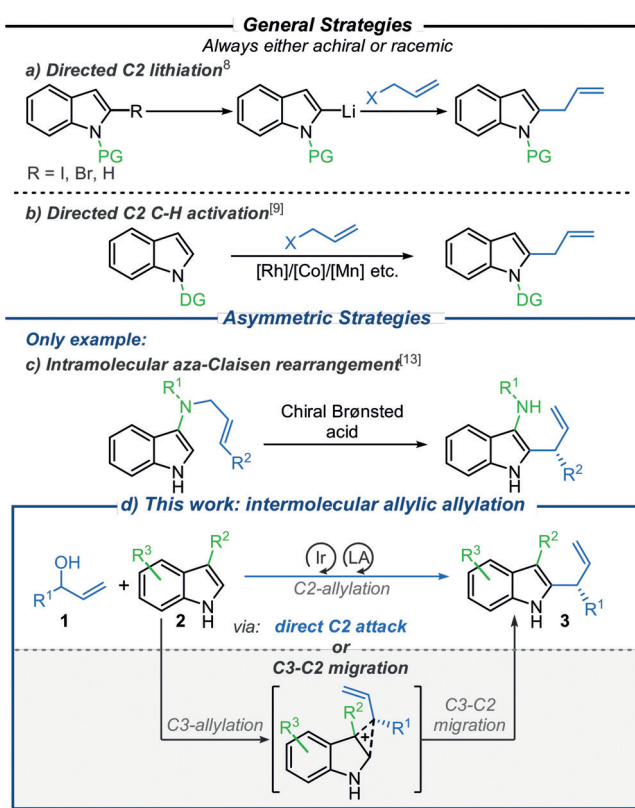 General Strategies
Always either achiral or racemic
a) Directed C2 lithiation8
R
N
PG
R = I, Br, H
Li
N
PG
X
N
PG
b) Directed C2 C-H activation[9]
N
DG
X
[Rh]/[Co]/[Mn] etc.
N
DG
Asymmetric Strategies
Only example:
c) Intramolecular aza-Claisen rearrangement[13]
R1
N
R2
N
H
Chiral Brønsted
acid
R1
NH
R2
N
H
d) This work: intermolecular allylic allylation
OH
R1
1
+
R3
R2
N
H
2
Ir
LA
C2-allylation
via: direct C2 attack
or
C3-C2 migration
R3
R2
R1
N
H
3
C3-allylation
R3
R2
R1
+
N
H
C3-C2
migration